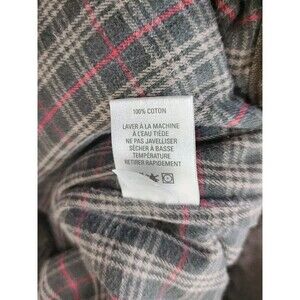 100% COTON
LAVER À LA MACHINE
À L'EAU TIÈDE
NE PAS JAVELLISER
SÉCHER À BASSE
TEMPÉRATURE
RETIRER RAPIDEMENT